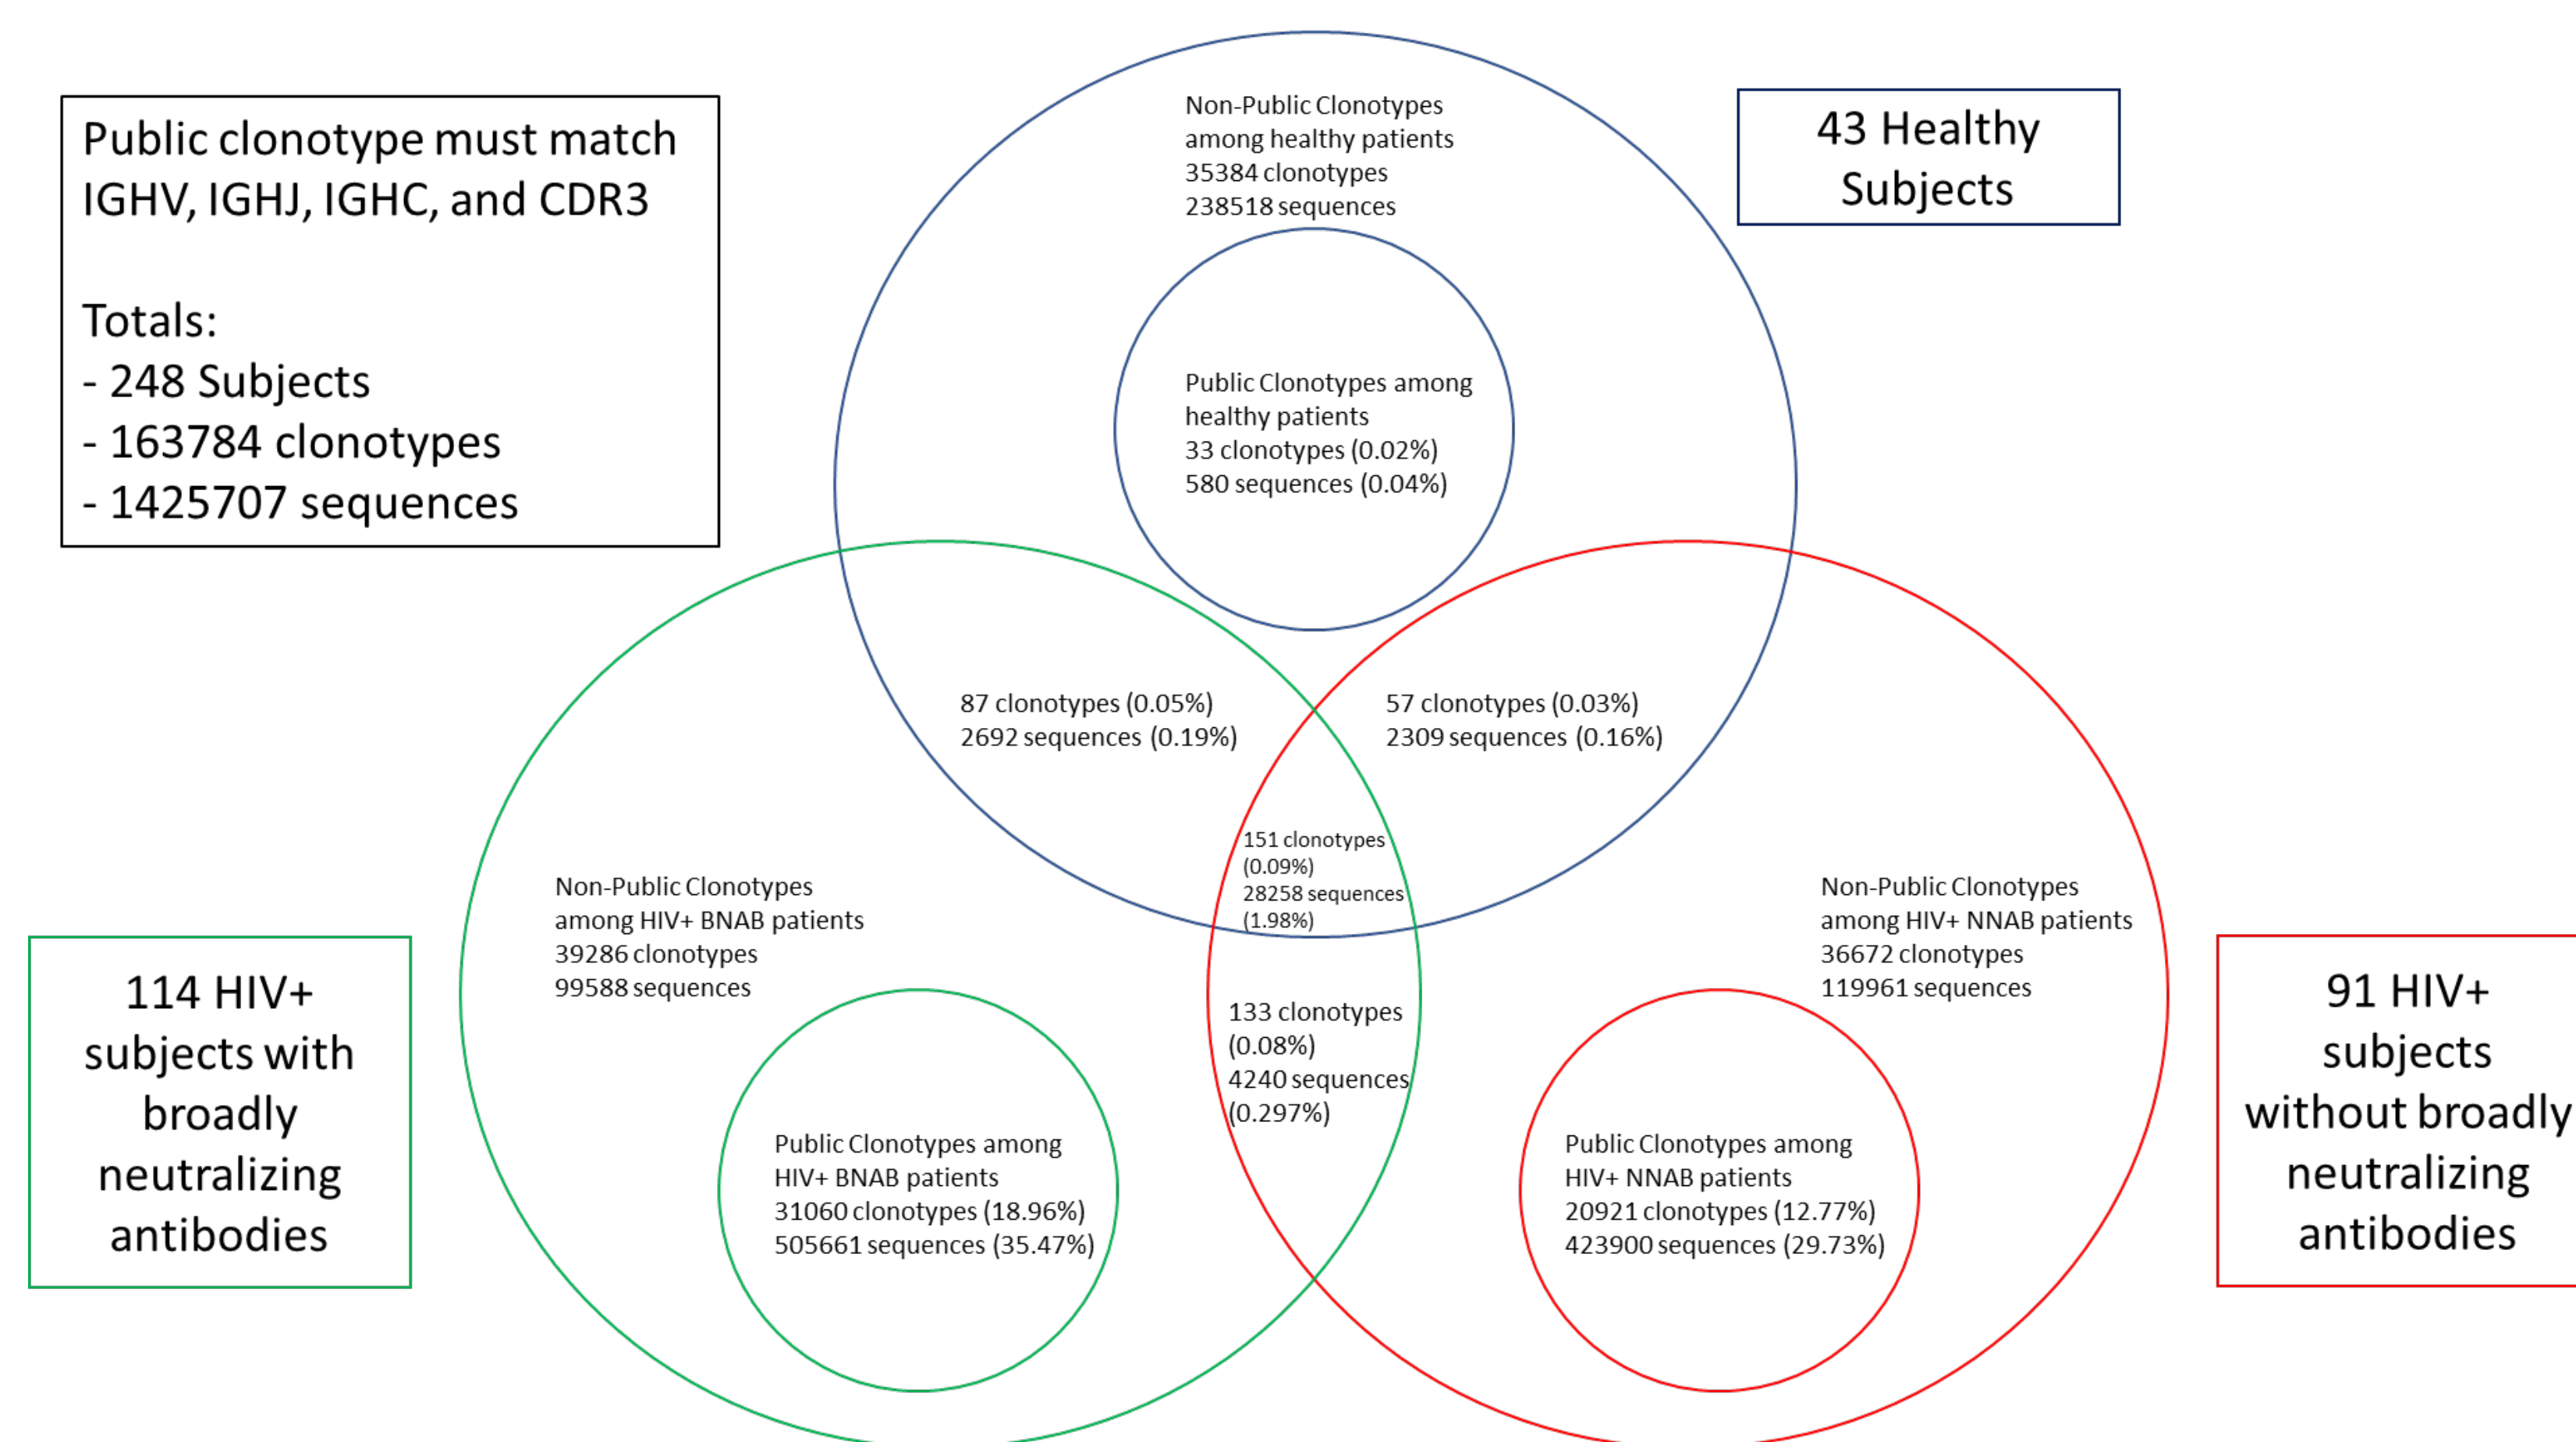 Public clonotype must match
IGHV, IGHJ, IGHC, and CDR3
Totals:
- 248 Subjects
- 163784 clonotypes
- 1425707 sequences
Non-Public Clonotypes
among healthy patients
35384 clonotypes
238518 sequences
43 Healthy
Subjects
Public Clonotypes among
healthy patients
33 clonotypes (0.02%)
580 sequences (0.04%)
87 clonotypes (0.05%)
2692 sequences (0.19%)
57 clonotypes (0.03%)
2309 sequences (0.16%)
151 clonotypes
(0.09%)
28258 sequences
(1.98%)
Non-Public Clonotypes
among HIV+ BNAB patients
39286 clonotypes
99588 sequences
Non-Public Clonotypes
among HIV+ NNAB patients
36672 clonotypes
119961 sequences
114 HIV+
subjects with
broadly
neutralizing
antibodies
133 clonotypes
(0.08%)
4240 sequences
(0.297%)
91 HIV+
subjects
without broadly
neutralizing
antibodies
Public Clonotypes among
HIV+ BNAB patients
31060 clonotypes (18.96%)
505661 sequences (35.47%)
Public Clonotypes among
HIV+ NNAB patients
20921 clonotypes (12.77%)
423900 sequences (29.73%)